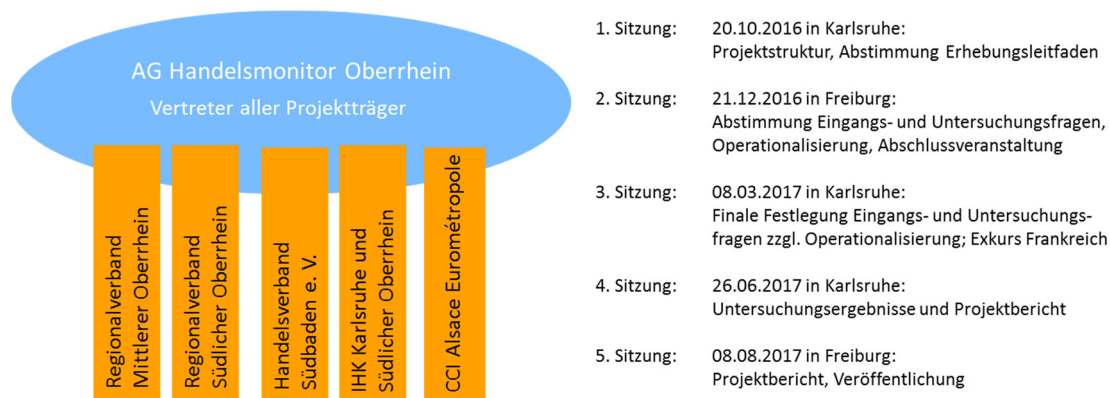 AG Handelsmonitor Oberrhein
Vertreter aller Projektträger
Regionalverband
Mittlerer Oberrhein
Regionalverband
Südlicher Oberrhein
Handelsverband
Südbaden e. V.
IHK Karlsruhe und
Südlicher Oberrhein
CCI Alsace Eurométropole
1. Sitzung: 20.10.2016 in Karlsruhe:
Projektstruktur, Abstimmung Erhebungsleitfaden
2. Sitzung: 21.12.2016 in Freiburg:
Abstimmung Eingangs- und Untersuchungsfragen,
Operationalisierung, Abschlussveranstaltung
3. Sitzung: 08.03.2017 in Karlsruhe:
Finale Festlegung Eingangs- und Untersuchungs-
fragen zzgl. Operationalisierung; Exkurs Frankreich
4. Sitzung: 26.06.2017 in Karlsruhe:
Untersuchungsergebnisse und Projektbericht
5. Sitzung: 08.08.2017 in Freiburg:
Projektbericht, Veröffentlichung